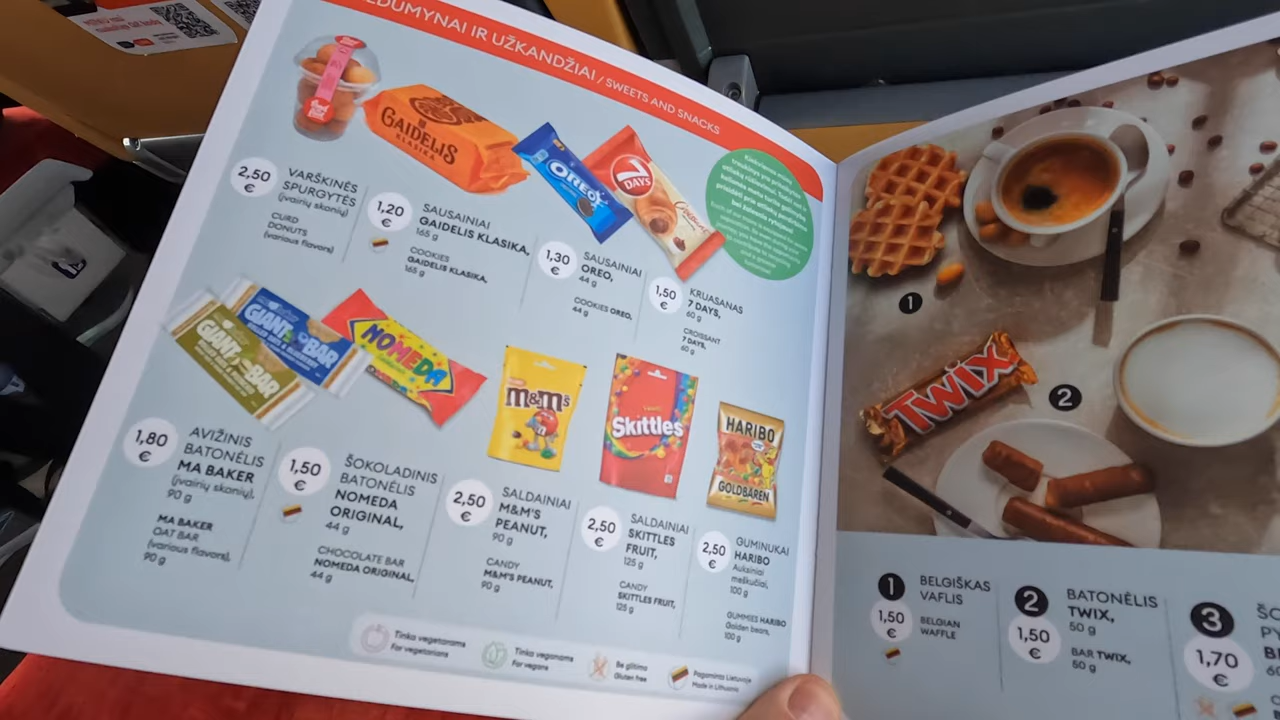 EDUMYNAI IR UŽKANDŽIAI / SWEETS AND SNACKS
GAIDELIS
KLASIKA
OREO
7
DAYS
2,50
€
VARŠKINĖS
SPURGYTĖS
(įvairių skonių)
CURD
DONUTS
(various flavors)
1,20
€
SAUSAINIAI
GAIDELIS KLASIKA,
165 g
COOKIES
GAIDELIS KLASIKA,
165 g
1,30
€
SAUSAINIAI
OREO,
44 g
COOKIES OREO,
44 g
1,50
€
KRUASANAS
7 DAYS,
60 g
CROISSANT
7 DAYS,
60 g
GIANT
BAR
GIANT
BAR
NOMEDA
m&m's
Skittles
HARIBO
GOLDBÄREN
1,80
€
AVIŽINIS
BATONĖLIS
MA BAKER
(įvairių skonių),
90 g
MA BAKER
OAT BAR
(various flavors),
90 g
1,50
€
ŠOKOLADINIS
BATONĖLIS
NOMEDA
ORIGINAL,
44 g
CHOCOLATE BAR
NOMEDA ORIGINAL,
44 g
2,50
€
SALDAINIAI
M&M'S
PEANUT,
90 g
CANDY
M&M'S PEANUT,
90 g
2,50
€
SALDAINIAI
SKITTLES
FRUIT,
125 g
CANDY
SKITTLES FRUIT,
125 g
2,50
€
GUMINUKAI
HARIBO
Auksiniai
meškučiai,
100 g
GUMMIES HARIBO
Golden bears,
100 g
Tinka vegetarams
For vegetarians
Tinka veganams
For vegans
Be glitimo
Gluten free
Pagaminta Lietuvoje
Made in Lithuania
1
TWIX
2
1
BELGIŠKAS
VAFLIS
1,50
€
BELGIAN
WAFFLE
2
BATONĖLIS
TWIX,
50 g
1,50
€
BAR TWIX,
50 g
3
1,70
€